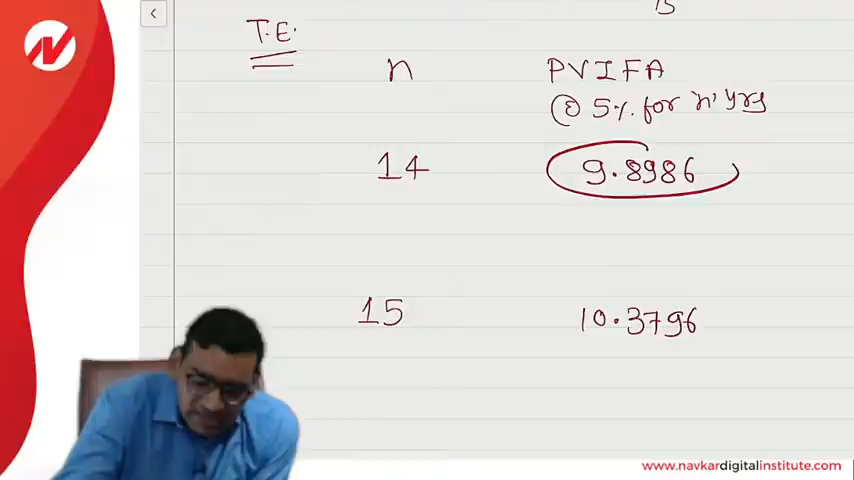 T.E.
n PVIFA
@ 5% for 'n' yrs
14 9.8986
15 10.3796
www.navkardigitalinstitute.com